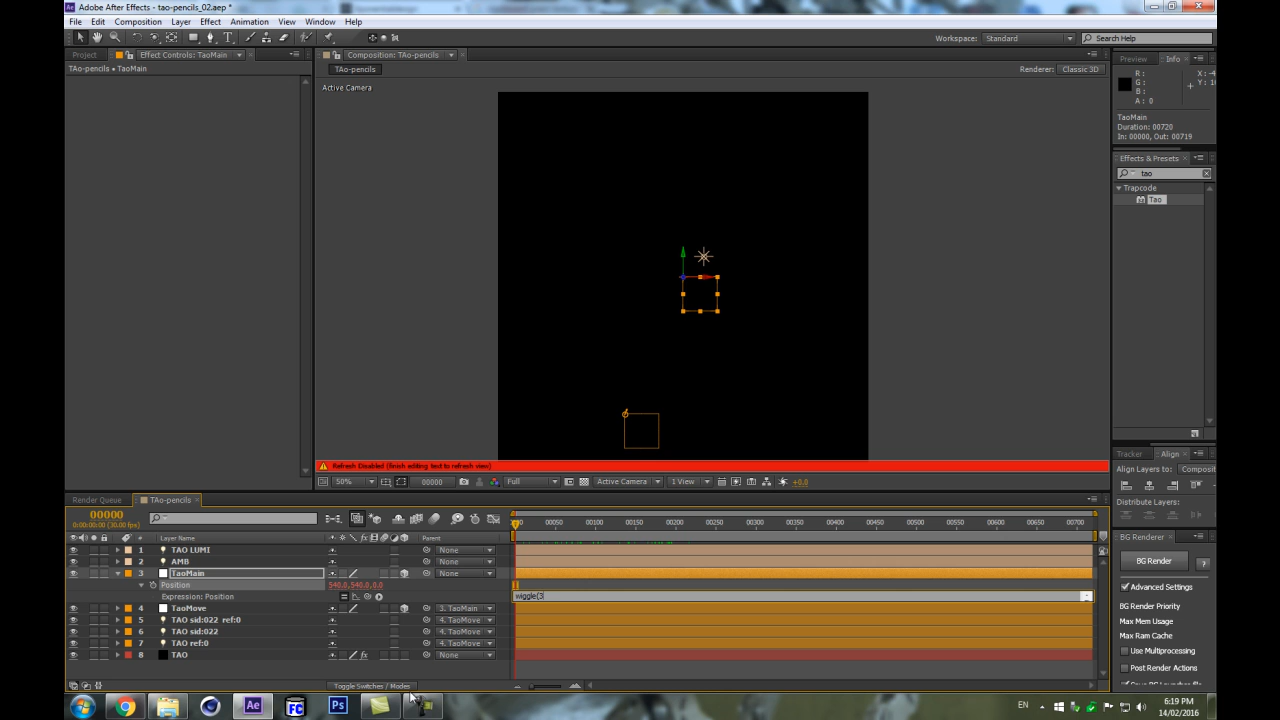 Adobe After Effects - tao-pencils_02.aep *
File Edit Composition Layer Effect Animation View Window Help
Workspace: Standard Search Help
Project Effect Controls: TaoMain Composition: TAo-pencils Preview Info
TAo-pencils • TaoMain TAo-pencils Renderer: Classic 3D
Active Camera
R :
G :
B :
A : 0
TaoMain
Duration: 00720
In: 00000, Out: 00719
Effects & Presets
tao
Trapcode
Tao
Refresh Disabled (finish editing text to refresh view)
50% 00000 Full Active Camera 1 View +0.0
Tracker Align
Align Layers to: Composit
Distribute Layers:
Render Queue TAo-pencils
00000
0:00:00:00 (30.00 fps)
00050 00100 00150 00200 00250 00300 00350 00400 00450 00500 00550 00600 00650 00700
# Layer Name Parent
1 TAO LUMI None
2 AMB None
3 TaoMain None
Position 540.0,540.0,0.0
Expression: Position wiggle(3
4 TaoMove 3. TaoMain
5 TAO sid:022 ref:0 4. TaoMove
6 TAO sid:022 4. TaoMove
7 TAO ref:0 4. TaoMove
8 TAO None
Toggle Switches / Modes
BG Renderer
BG Render ?
Advanced Settings
BG Render Priority
Max Mem Usage
Max Ram Cache
Use Multiprocessing
Post Render Actions
Ae FC Ps
EN 6:19 PM
14/02/2016